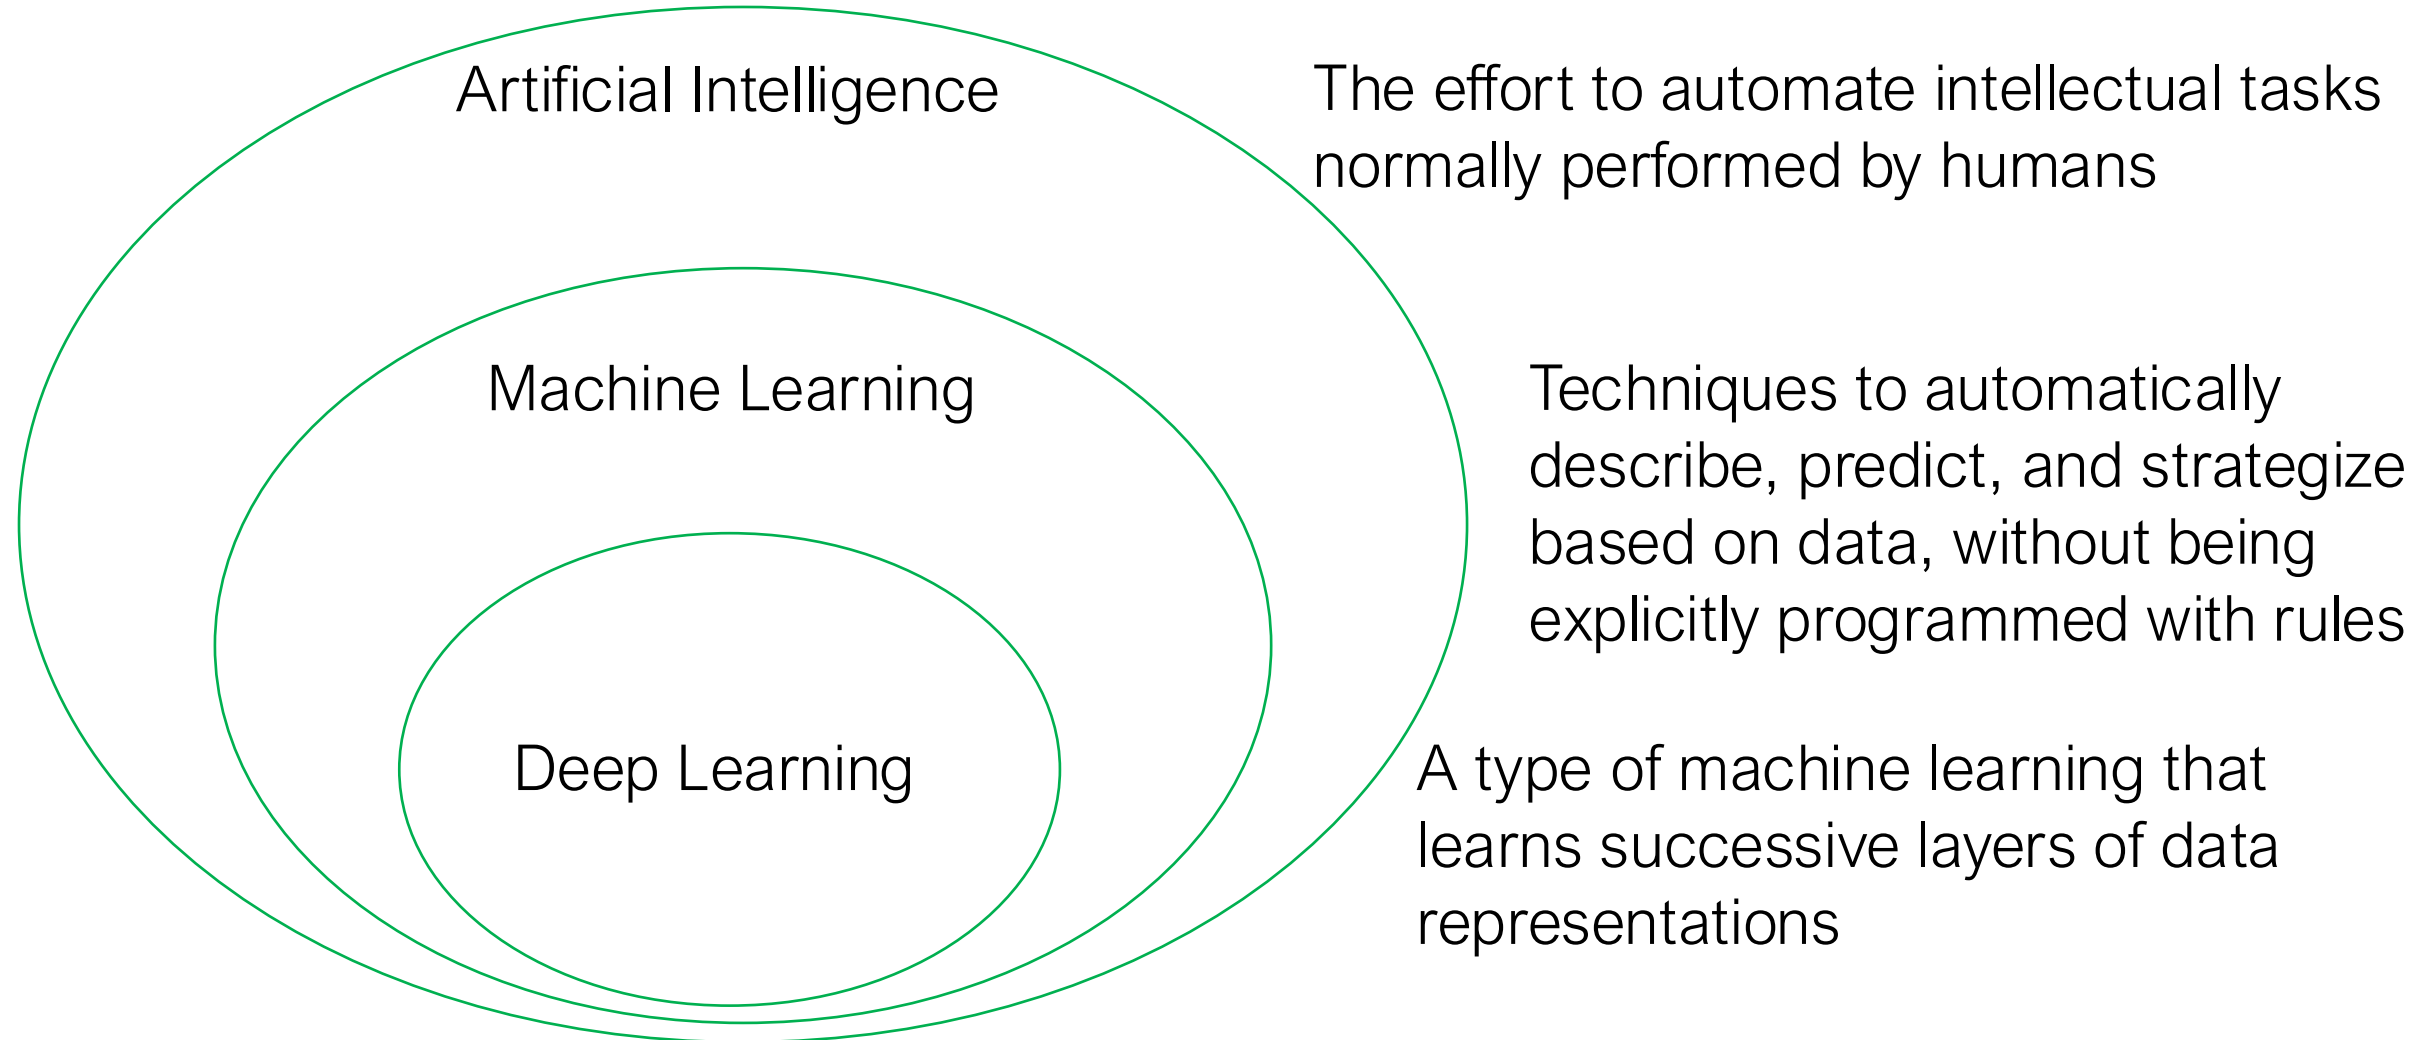 Artificial Intelligence
The effort to automate intellectual tasks
normally performed by humans
Machine Learning
Techniques to automatically
describe, predict, and strategize
based on data, without being
explicitly programmed with rules
Deep Learning
A type of machine learning that
learns successive layers of data
representations